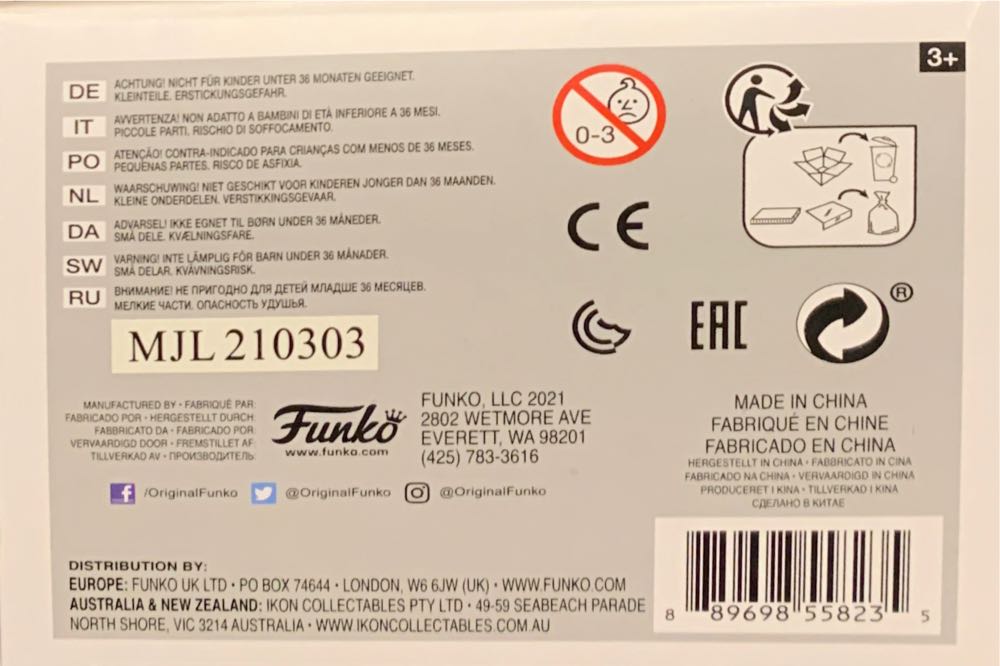 3+
DE ACHTUNG! NICHT FÜR KINDER UNTER 36 MONATEN GEEIGNET.
KLEINTEILE. ERSTICKUNGSGEFAHR.
IT AVVERTENZA! NON ADATTO A BAMBINI DI ETÀ INFERIORE A 36 MESI.
PICCOLE PARTI. RISCHIO DI SOFFOCAMENTO.
PO ATENÇÃO! CONTRA-INDICADO PARA CRIANÇAS COM MENOS DE 36 MESES.
PEQUENAS PARTES. RISCO DE ASFIXIA.
NL WAARSCHUWING! NIET GESCHIKT VOOR KINDEREN JONGER DAN 36 MAANDEN.
KLEINE ONDERDELEN. VERSTIKKINGSGEVAAR.
DA ADVARSEL! IKKE EGNET TIL BØRN UNDER 36 MÅNEDER.
SMÅ DELE. KVÆLNINGSFARE.
SW VARNING! INTE LÄMPLIG FÖR BARN UNDER 36 MÅNADER.
SMÅ DELAR. KVÄVNINGSRISK.
RU ВНИМАНИЕ! НЕ ПРИГОДНО ДЛЯ ДЕТЕЙ МЛАДШЕ 36 МЕСЯЦЕВ.
МЕЛКИЕ ЧАСТИ. ОПАСНОСТЬ УДУШЬЯ.
0-3
CE
EAC
®
MJL 210303
MANUFACTURED BY • FABRIQUÉ PAR:
FABRICADO POR • HERGESTELLT DURCH:
FABBRICATO DA • FABRICADO POR:
VERVAARDIGD DOOR • FREMSTILLET AF:
TILLVERKAD AV • ПРОИЗВОДИТЕЛЬ:
Funko
www.funko.com
FUNKO, LLC 2021
2802 WETMORE AVE
EVERETT, WA 98201
(425) 783-3616
MADE IN CHINA
FABRIQUÉ EN CHINE
FABRICADO EN CHINA
HERGESTELLT IN CHINA • FABBRICATO IN CINA
FABRICADO NA CHINA • VERVAARDIGD IN CHINA
PRODUCERET I KINA • TILLVERKAD I KINA
СДЕЛАНО В КИТАЕ
f /OriginalFunko @OriginalFunko @OriginalFunko
DISTRIBUTION BY:
EUROPE: FUNKO UK LTD • PO BOX 74644 • LONDON, W6 6JW (UK) • WWW.FUNKO.COM
AUSTRALIA & NEW ZEALAND: IKON COLLECTABLES PTY LTD • 49-59 SEABEACH PARADE
NORTH SHORE, VIC 3214 AUSTRALIA • WWW.IKONCOLLECTABLES.COM.AU
8 89698 55823 5